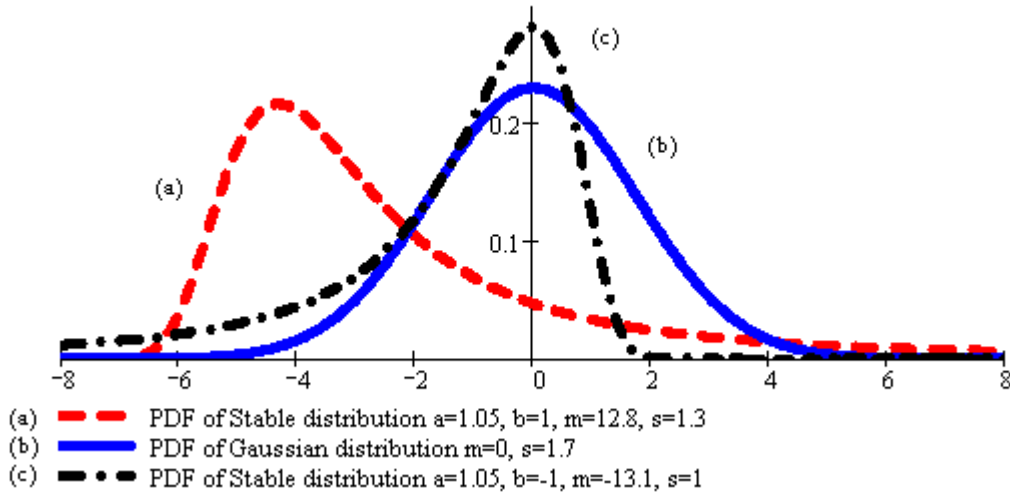 (c)
0.2
(b)
(a)
0.1
−8 −6 −4 −2 0 2 4 6 8
(a) PDF of Stable distribution a=1.05, b=1, m=12.8, s=1.3
(b) PDF of Gaussian distribution m=0, s=1.7
(c) PDF of Stable distribution a=1.05, b=-1, m=-13.1, s=1